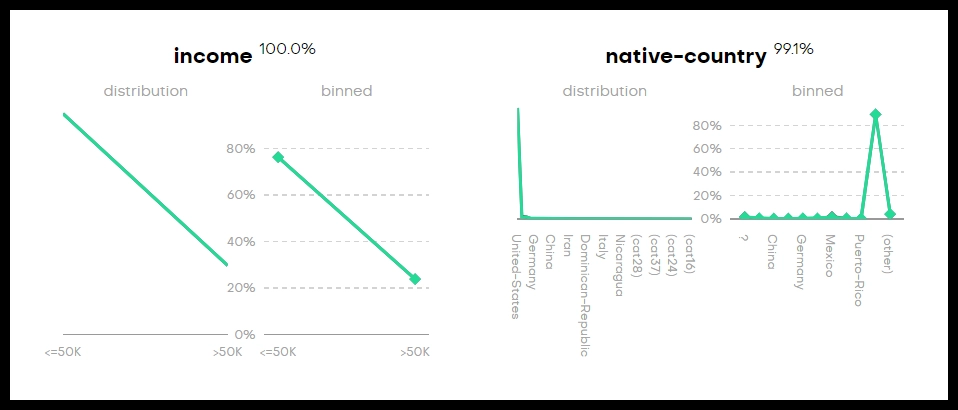 income 100.0%
native-country 99.1%
distribution
binned
distribution
binned
80%
60%
40%
20%
0%
<=50K
>50K
<=50K
>50K
80%
60%
40%
20%
0%
United-States
Germany
China
Iran
Dominican-Republic
Italy
Nicaragua
(cat28)
(cat37)
(cat24)
(cat16)
?
China
Germany
Mexico
Puerto-Rico
(other)